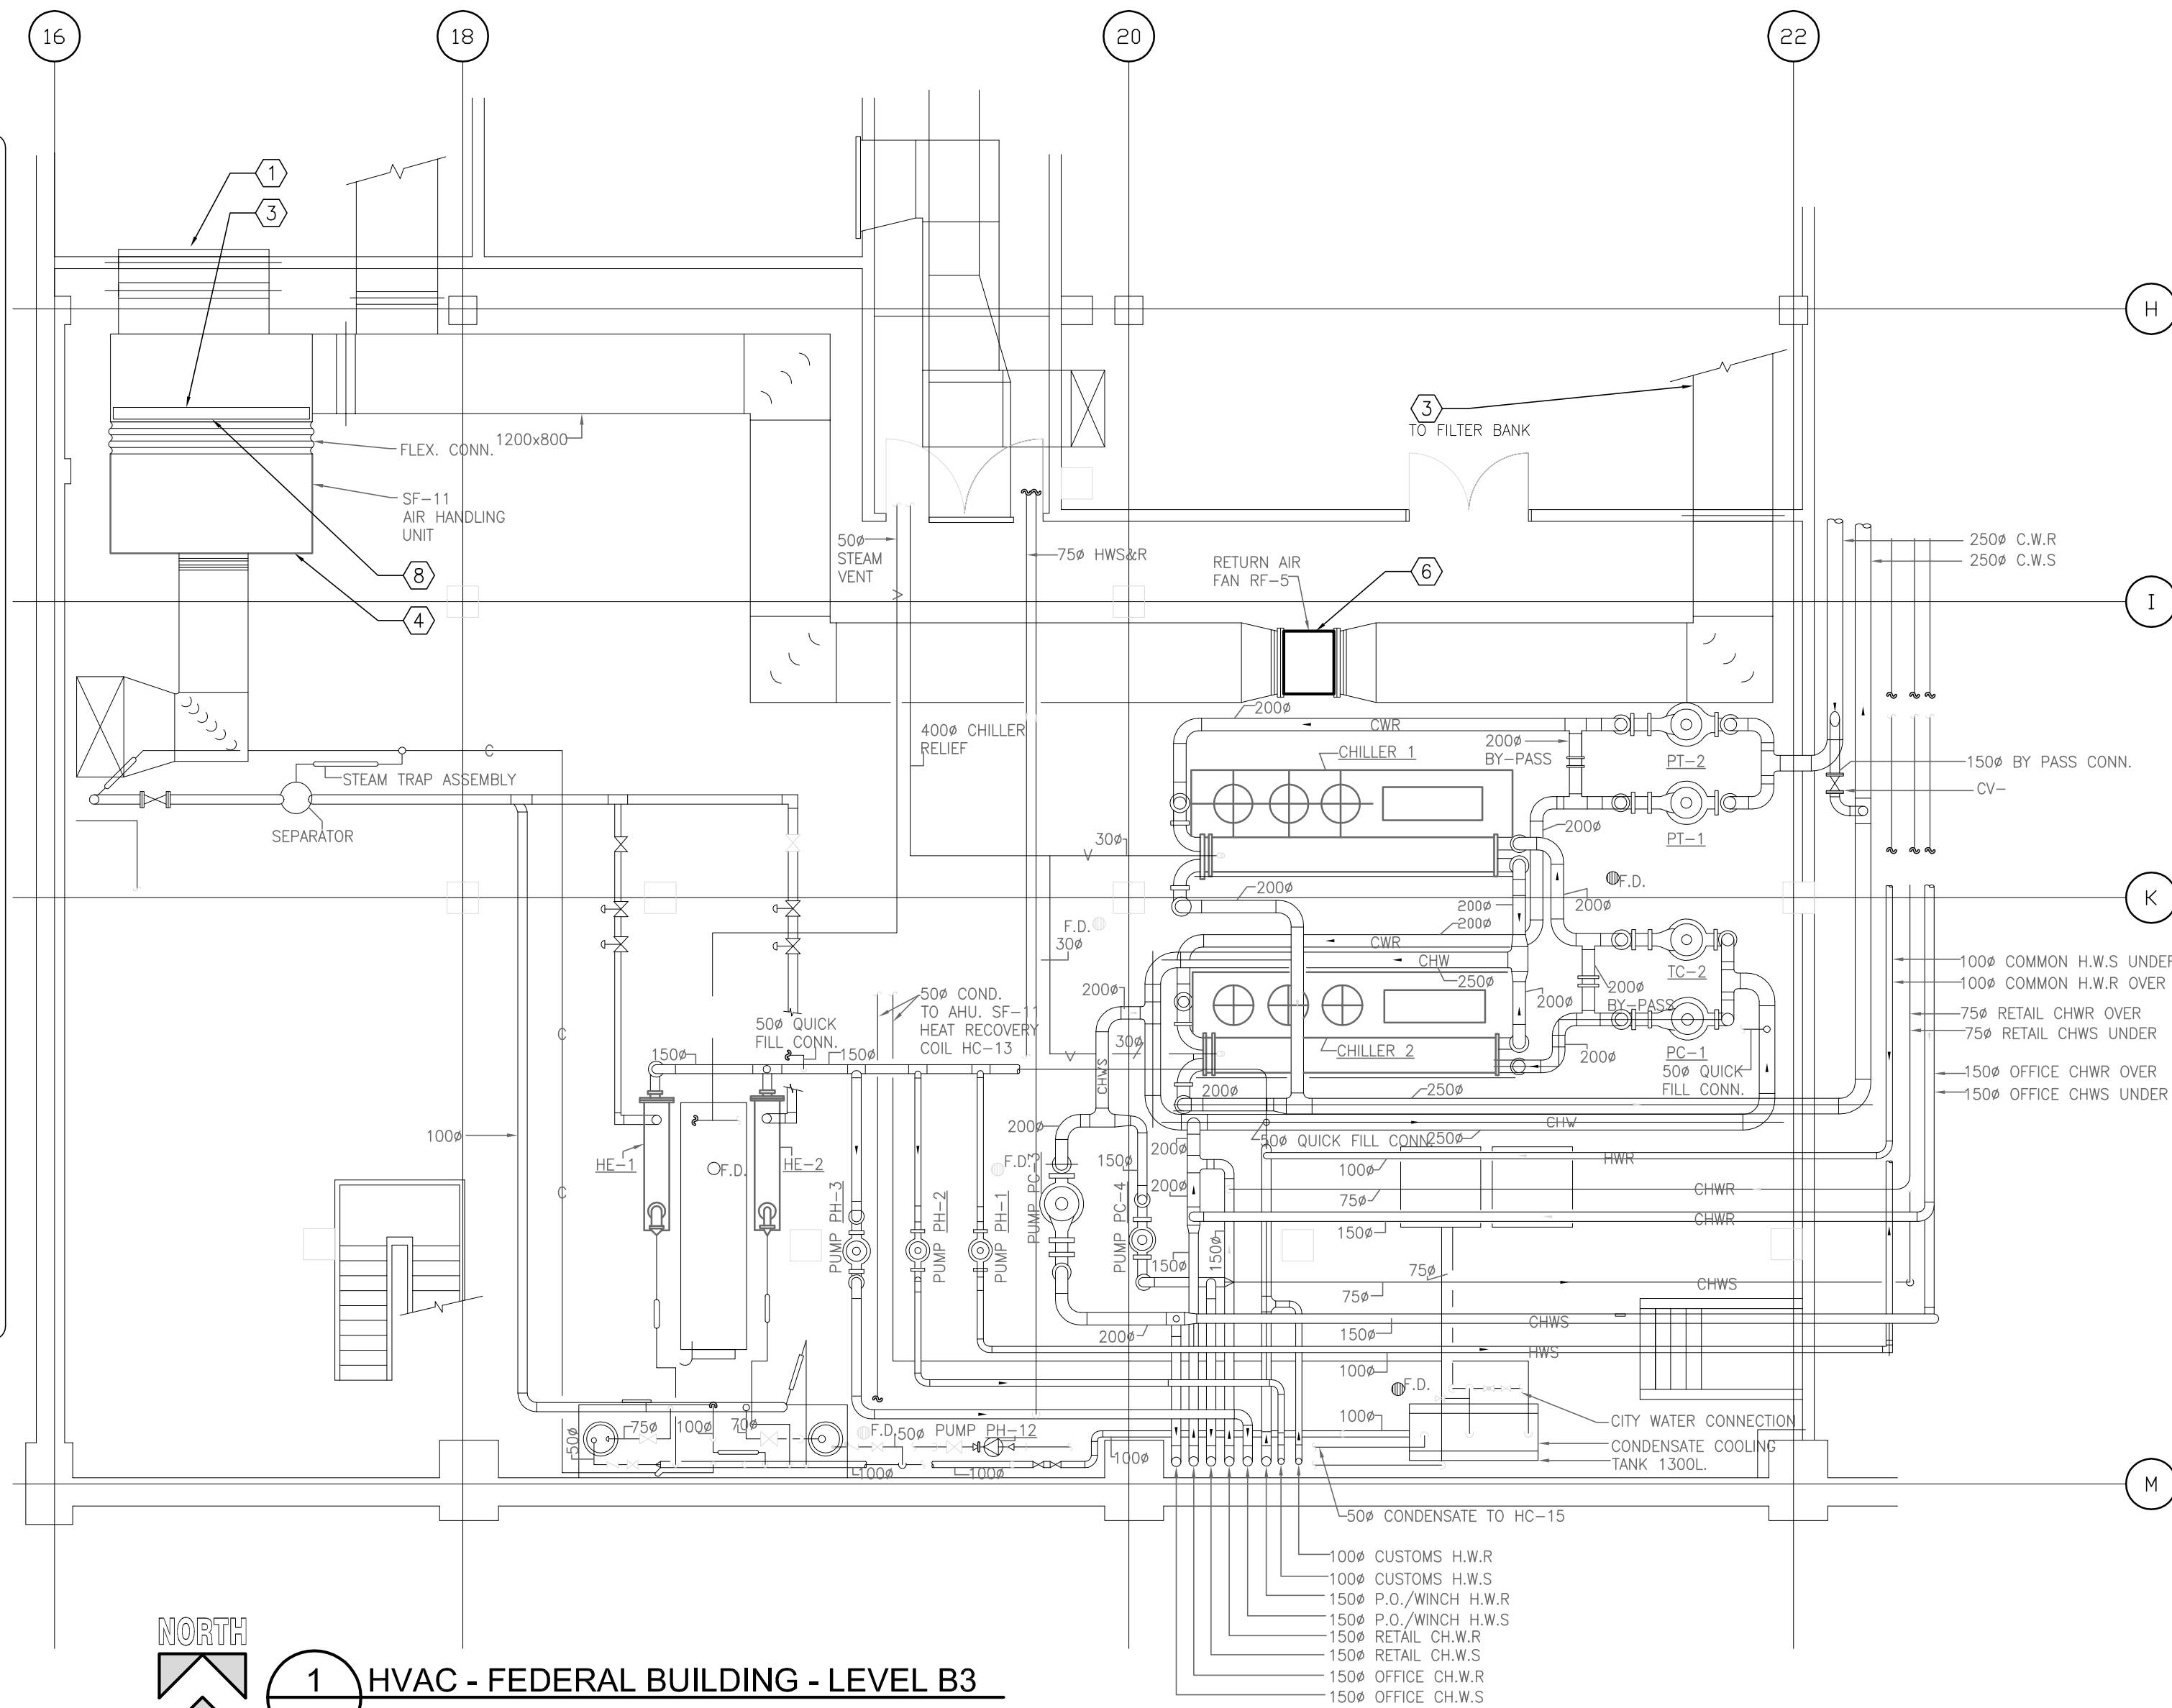 16
18
20
22
1
3
H
3
TO FILTER BANK
FLEX. CONN.
1200x800
SF-11
AIR HANDLING
UNIT
50ø
STEAM
VENT
75ø HWS&R
RETURN AIR
FAN RF-5
6
250ø C.W.R
250ø C.W.S
8
4
I
V
200ø
CWR
400ø CHILLER
RELIEF
200ø
BY-PASS
CHILLER 1
PT-2
C
STEAM TRAP ASSEMBLY
150ø BY PASS CONN.
CV-
SEPARATOR
30ø
V
200ø
PT-1
F.D.
200ø
200ø
200ø
K
200ø
F.D.
30ø
CWR
CHW
250ø
TC-2
100ø COMMON H.W.S UNDER
100ø COMMON H.W.R OVER
50ø COND.
TO AHU. SF-11
HEAT RECOVERY
COIL HC-13
200ø
200ø
200ø
BY-PASS
75ø RETAIL CHWR OVER
75ø RETAIL CHWS UNDER
C
50ø QUICK
FILL CONN.
150ø
150ø
30ø
V
CHWS
CHILLER 2
200ø
PC-1
50ø QUICK
FILL CONN.
150ø OFFICE CHWR OVER
150ø OFFICE CHWS UNDER
200ø
250ø
CHW
100ø
200ø
200ø
50ø QUICK FILL CONN.
250ø
HE-1
F.D.
HE-2
F.D.
150ø
100ø
HWR
C
200ø
75ø
CHWR
150ø
CHWR
PUMP PH-3
PUMP PH-2
PUMP PH-1
PUMP PC-3
PUMP PC-4
150ø
150ø
75ø
75ø
CHWS
200ø
150ø
CHWS
100ø
HWS
F.D.
100ø
CITY WATER CONNECTION
CONDENSATE COOLING
TANK 1300L.
50ø
75ø
100ø
70ø
F.D.
50ø
PUMP PH-12
100ø
100ø
100ø
M
50ø CONDENSATE TO HC-15
100ø CUSTOMS H.W.R
100ø CUSTOMS H.W.S
150ø P.O./WINCH H.W.R
150ø P.O./WINCH H.W.S
150ø RETAIL CH.W.R
150ø RETAIL CH.W.S
150ø OFFICE CH.W.R
150ø OFFICE CH.W.S
NORTH
1
HVAC - FEDERAL BUILDING - LEVEL B3